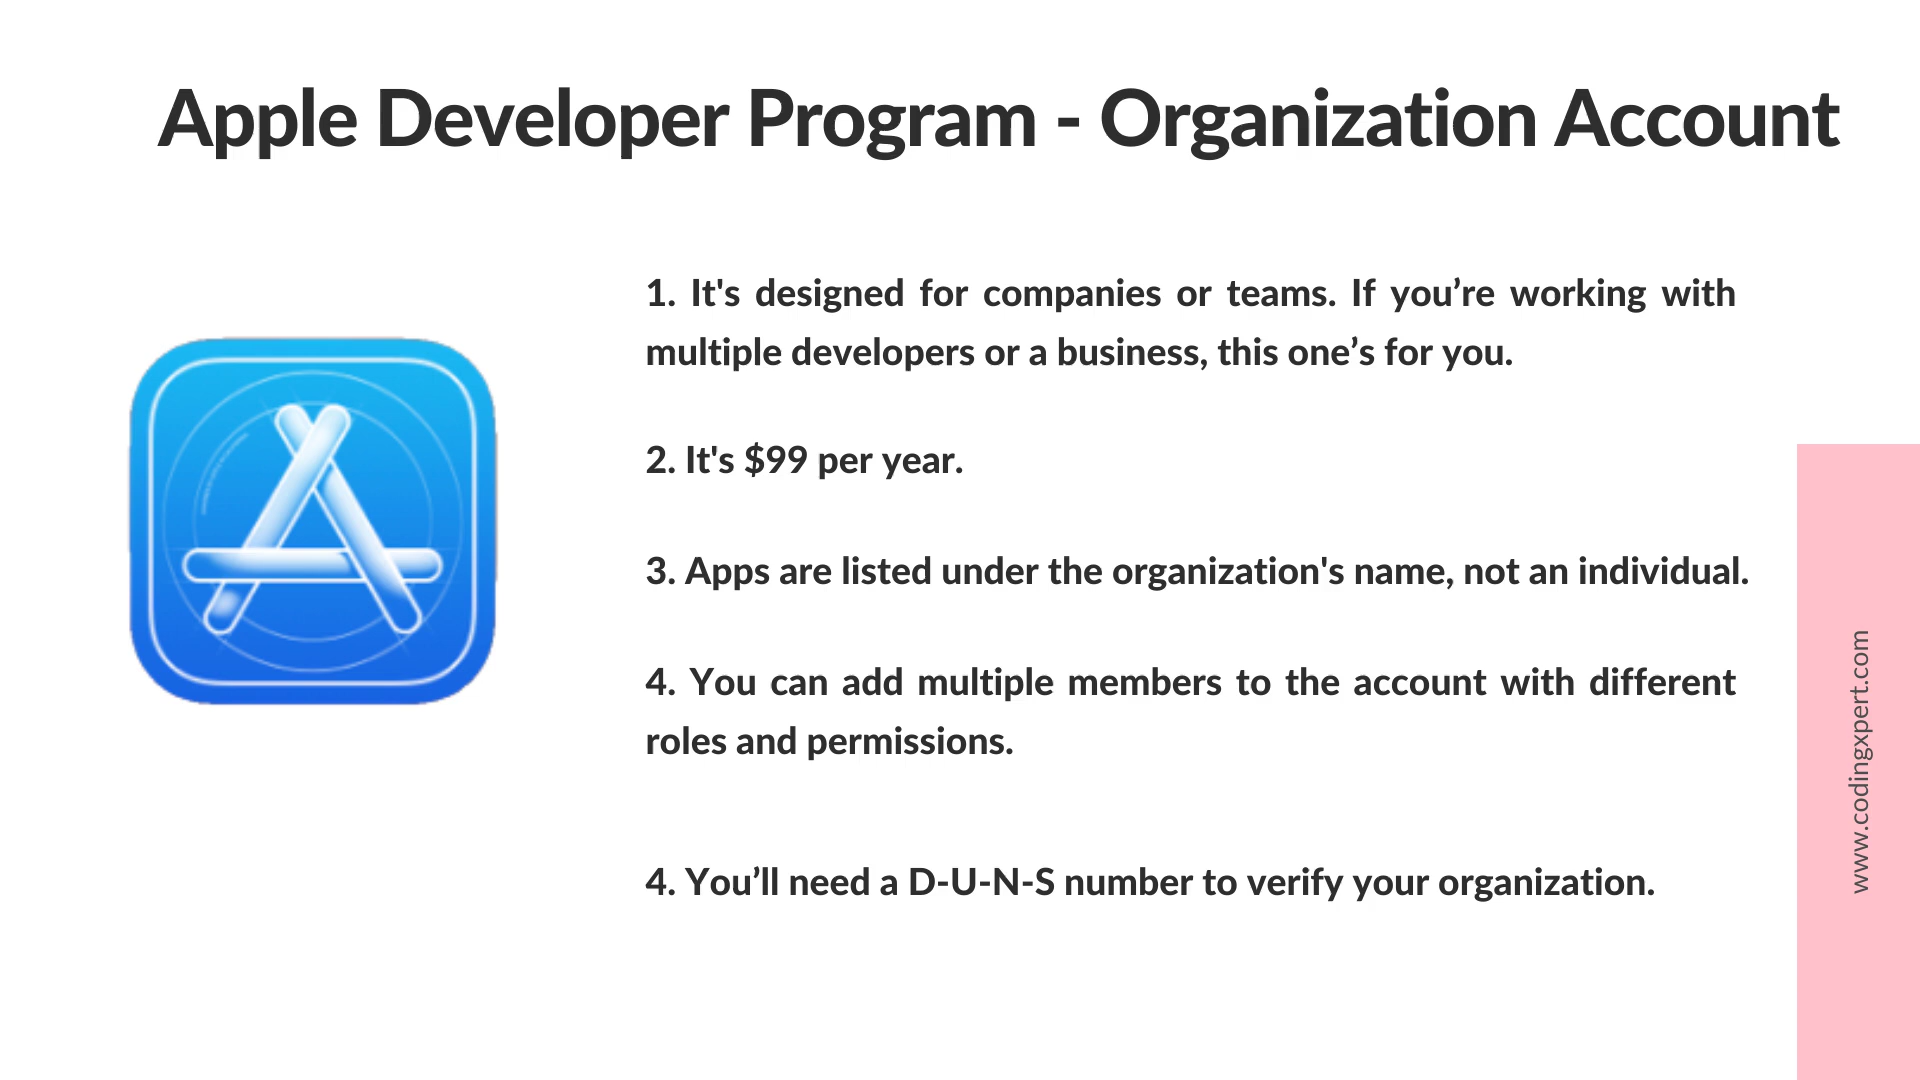 Apple Developer Program - Organization Account
1. It's designed for companies or teams. If you’re working with
multiple developers or a business, this one’s for you.
2. It's $99 per year.
3. Apps are listed under the organization's name, not an individual.
4. You can add multiple members to the account with different
roles and permissions.
4. You’ll need a D-U-N-S number to verify your organization.
www.codingxpert.com